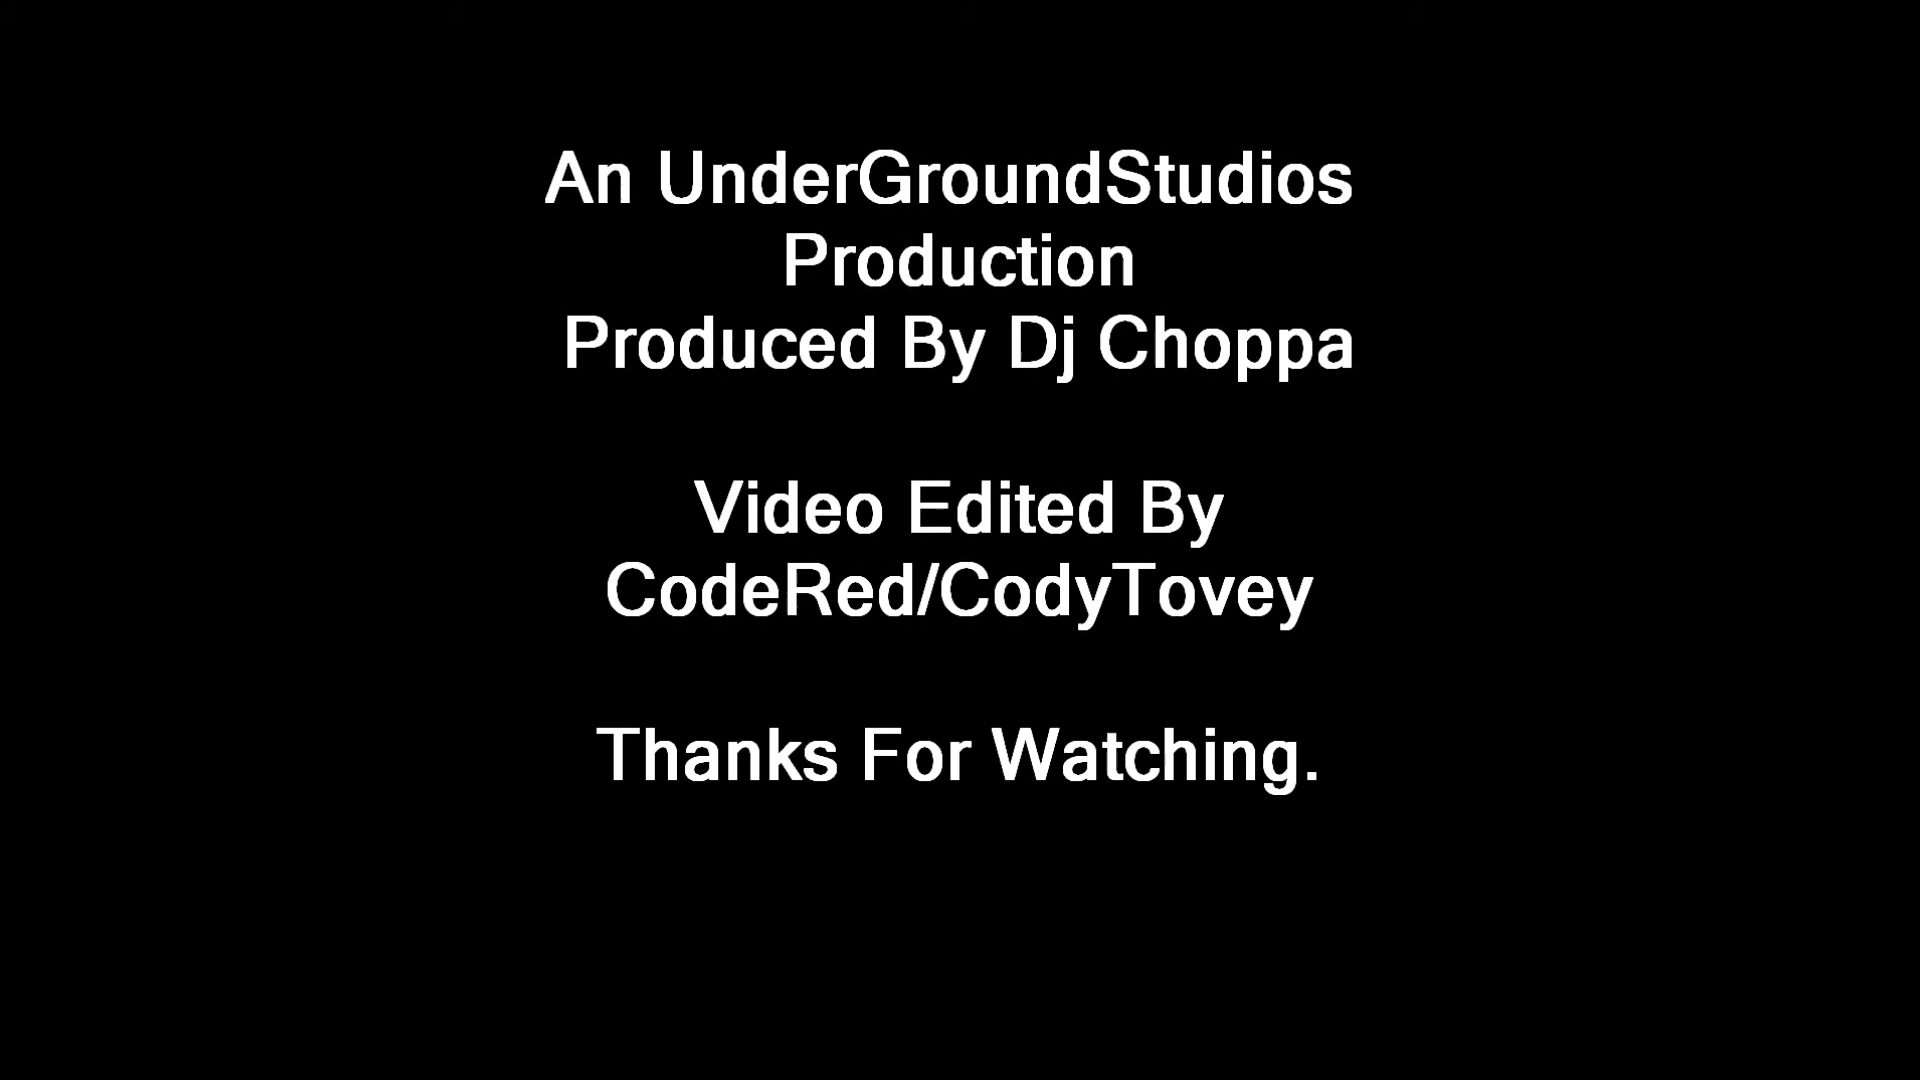 An UnderGroundStudios
Production
Produced By Dj Choppa
Video Edited By
CodeRed/CodyTovey
Thanks For Watching.